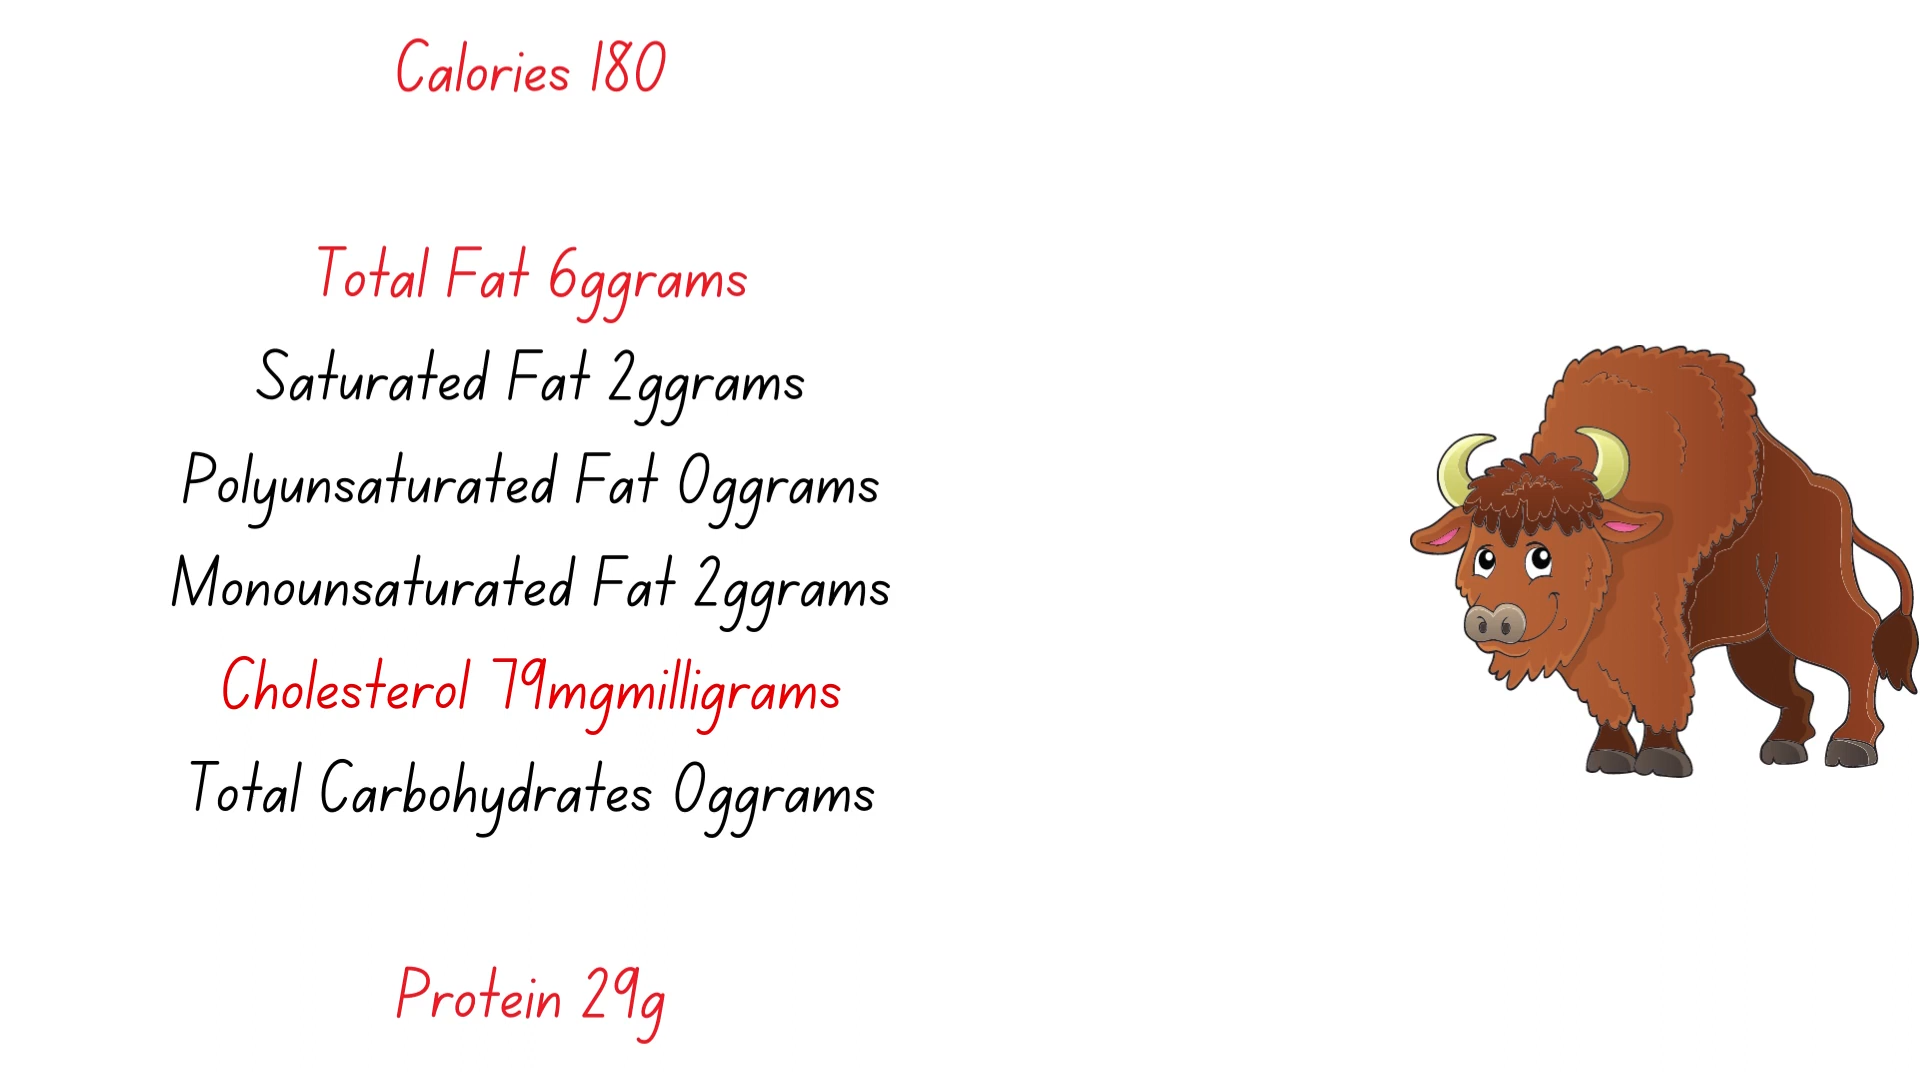 Calories 180
Total Fat 6ggrams
Saturated Fat 2ggrams
Polyunsaturated Fat 0ggrams
Monounsaturated Fat 2ggrams
Cholesterol 79mgmilligrams
Total Carbohydrates 0ggrams
Protein 29g